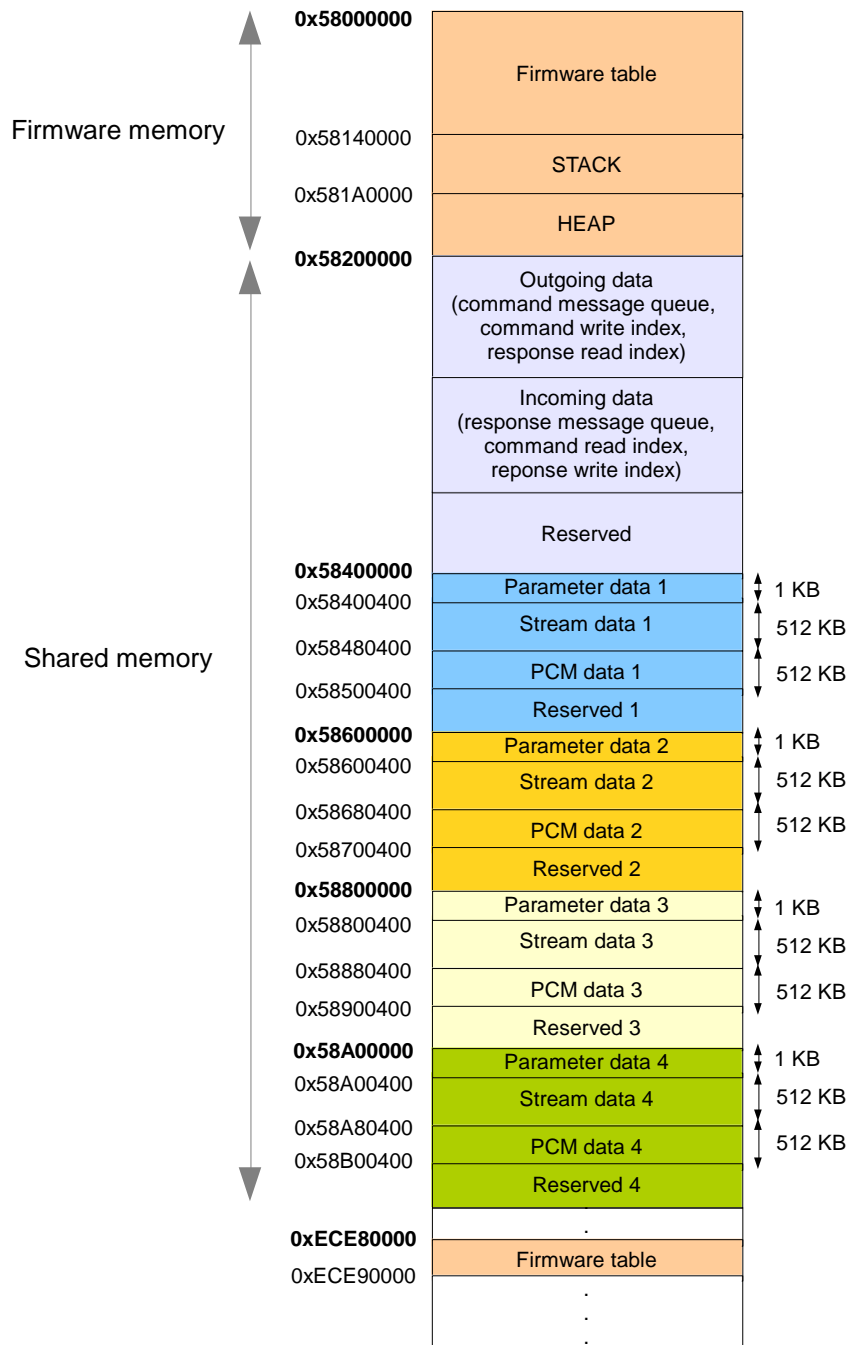 0x58000000
Firmware table
Firmware memory
0x58140000
STACK
0x581A0000
HEAP
0x58200000
Outgoing data
(command message queue,
command write index,
response read index)
Incoming data
(response message queue,
command read index,
reponse write index)
Reserved
0x58400000
Parameter data 1
1 KB
0x58400400
Stream data 1
512 KB
Shared memory
0x58480400
PCM data 1
512 KB
0x58500400
Reserved 1
0x58600000
Parameter data 2
1 KB
0x58600400
Stream data 2
512 KB
0x58680400
PCM data 2
512 KB
0x58700400
Reserved 2
0x58800000
Parameter data 3
1 KB
0x58800400
Stream data 3
512 KB
0x58880400
PCM data 3
512 KB
0x58900400
Reserved 3
0x58A00000
Parameter data 4
1 KB
0x58A00400
Stream data 4
512 KB
0x58A80400
PCM data 4
512 KB
0x58B00400
Reserved 4
.
.
0xECE80000
Firmware table
0xECE90000
.
.
.